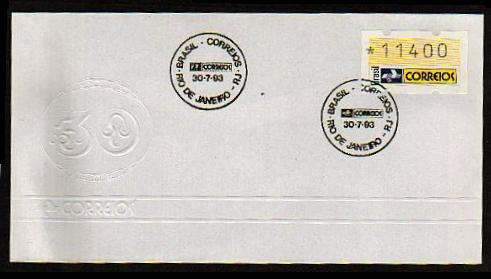 BRASIL - CORREIOS
CORREIOS
30·7·93
RIO DE JANEIRO - RJ
*11400
Brasil
CORREIOS
BRASIL - CORREIOS
CORREIOS
30·7·93
RIO DE JANEIRO - RJ
30
CORREIOS